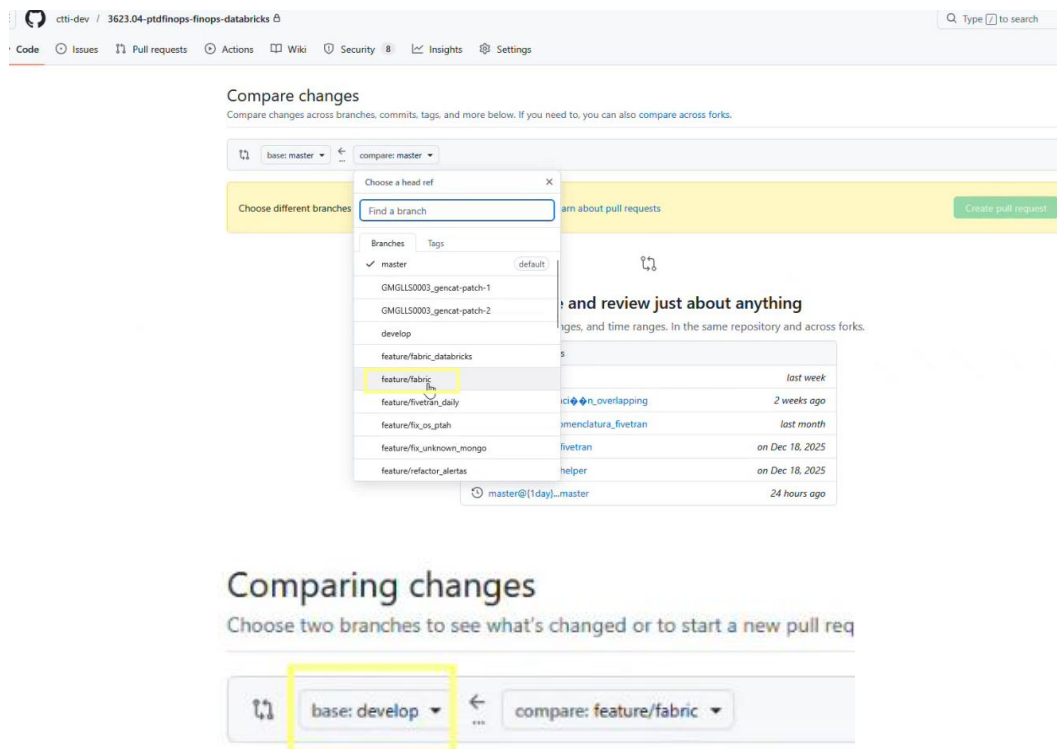 ctti-dev / 3623.04-ptdfinops-finops-databricks
Type / to search
Code Issues Pull requests Actions Wiki Security 8 Insights Settings
Compare changes
Compare changes across branches, commits, tags, and more below. If you need to, you can also compare across forks.
base: master ← ... compare: master
Choose a head ref
Choose different branches
Find a branch
arn about pull requests
Create pull request
Branches Tags
master default
GMGLLS0003_gencat-patch-1
GMGLLS0003_gencat-patch-2
develop
feature/fabric_databricks
feature/fabric
feature/fivetran_daily
feature/fix_os_ptah
feature/fix_unknown_mongo
feature/refactor_alertas
and review just about anything
nges, and time ranges. In the same repository and across forks.
s
last week
ci��n_overlapping 2 weeks ago
omenclatura_fivetran last month
fivetran on Dec 18, 2025
helper on Dec 18, 2025
master@{1day}...master 24 hours ago
Comparing changes
Choose two branches to see what's changed or to start a new pull req
base: develop ← ... compare: feature/fabric